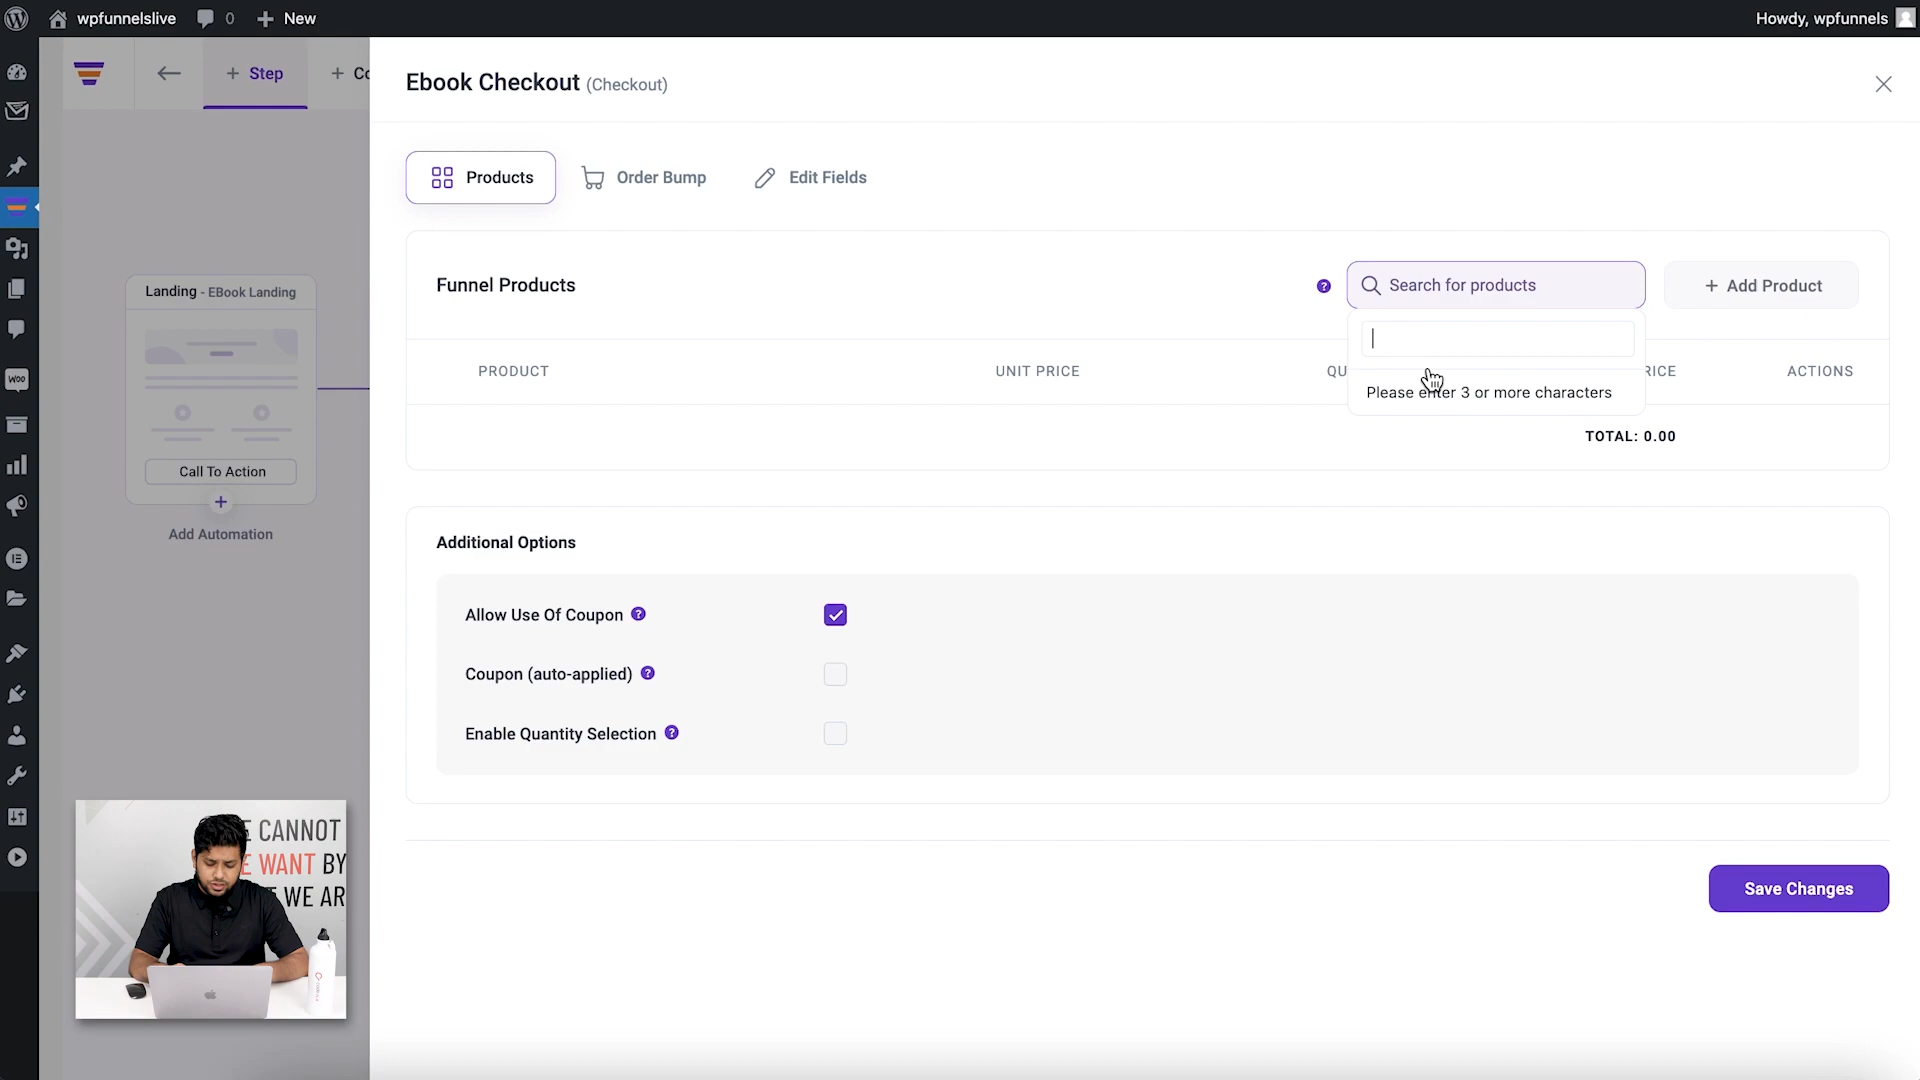 wpfunnelslive
0
New
Howdy, wpfunnels
Step
Ebook Checkout (Checkout)
Products
Order Bump
Edit Fields
Funnel Products
?
Search for products
+ Add Product
Please enter 3 or more characters
PRODUCT
UNIT PRICE
ACTIONS
TOTAL: 0.00
Landing - EBook Landing
Call To Action
Add Automation
Additional Options
Allow Use Of Coupon ?
Coupon (auto-applied) ?
Enable Quantity Selection ?
Save Changes
WOO
CANNOT
WANT BY
WE AR